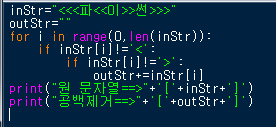 inStr="<<<파<<이>>썬>>>"
outStr=""
for i in range(0,len(inStr)):
    if inStr[i]!='<':
        if inStr[i]!='>':
            outStr+=inStr[i]
print("원 문자열==>"+'['+inStr+']')
print("공백제거==>"+'['+outStr+']')